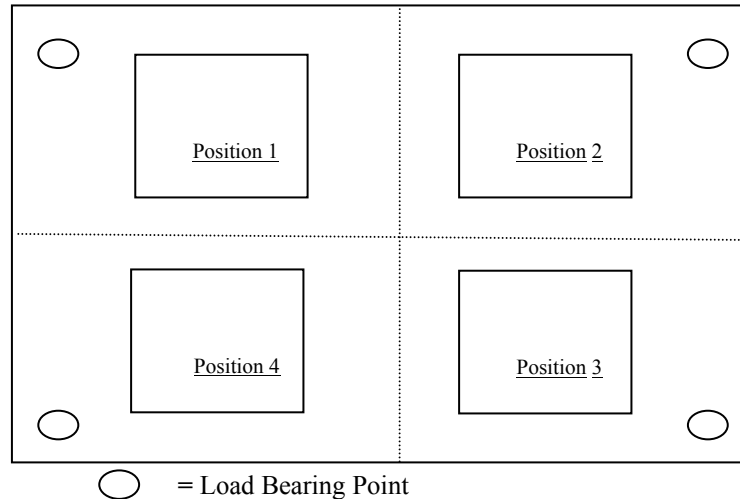 Position 1
Position 2
Position 4
Position 3
= Load Bearing Point